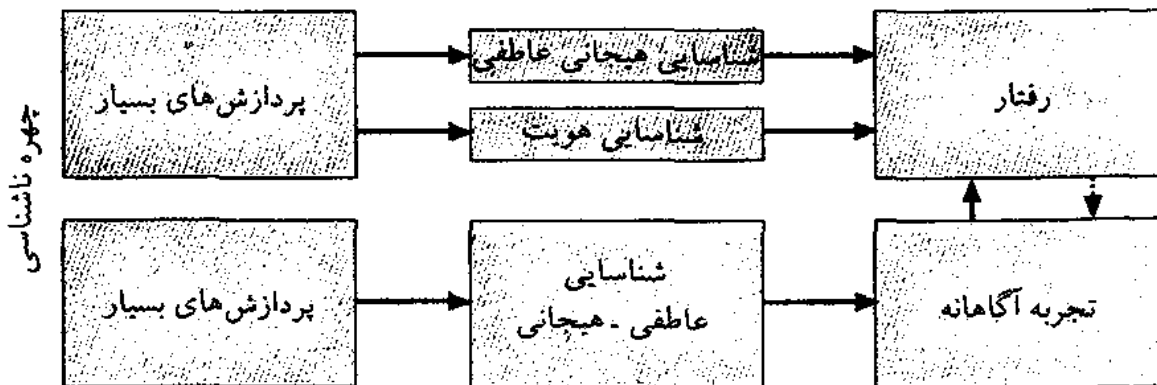 چهره ناشناسی
پردازش‌های بسیار
شناسایی هیجانی عاطفی
شناسایی هویت
رفتار
پردازش‌های بسیار
شناسایی
عاطفی - هیجانی
تجربه آگاهانه